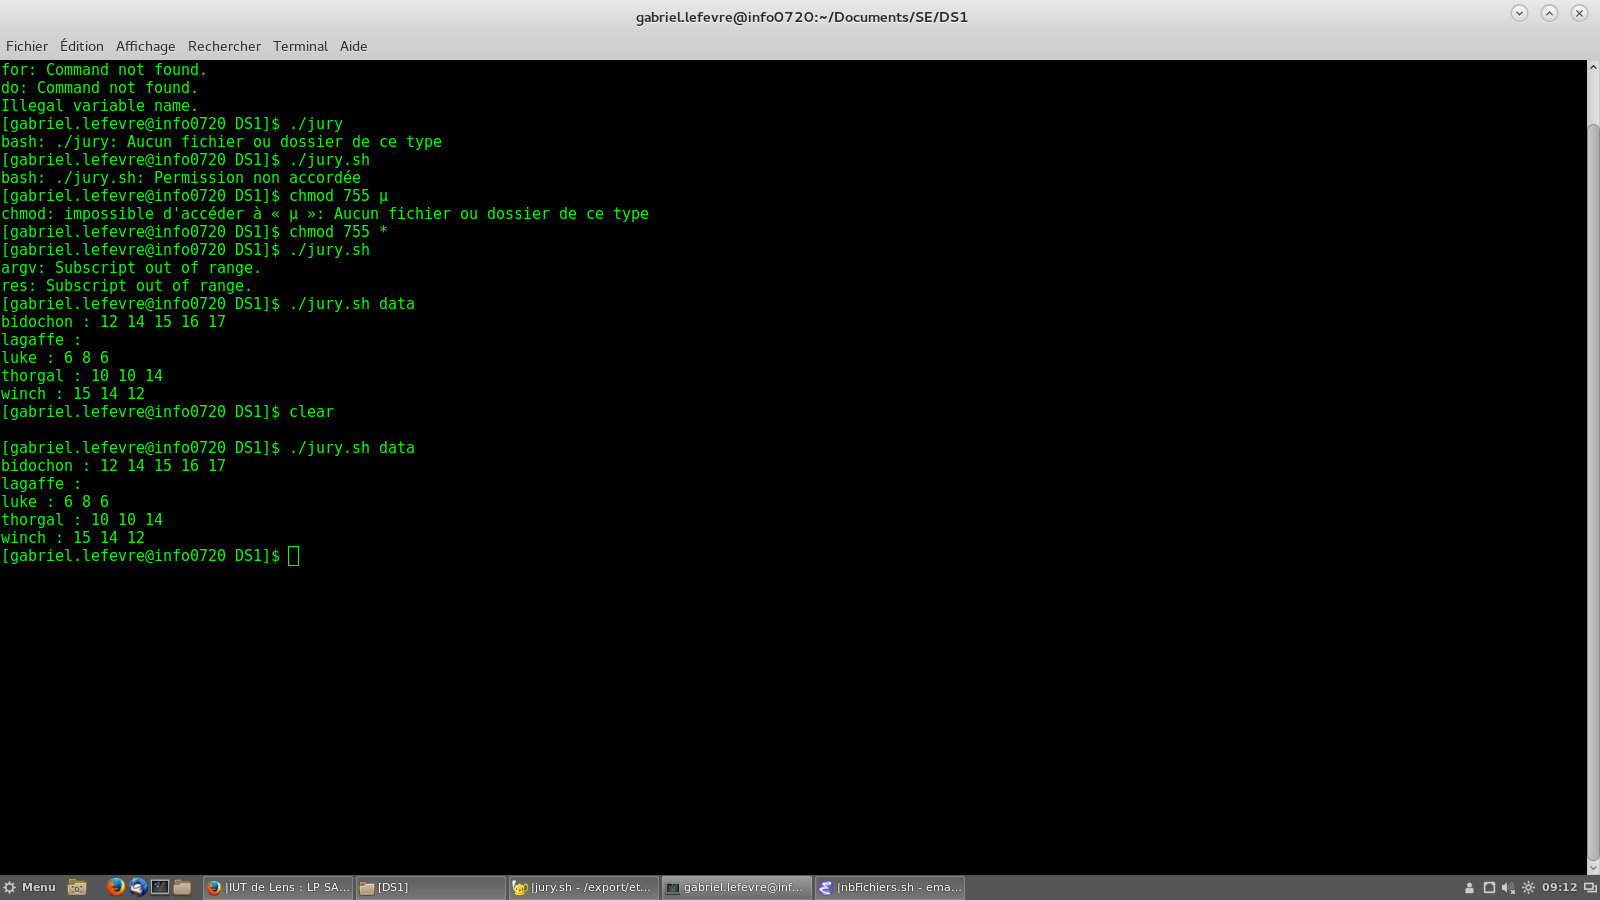 gabriel.lefevre@info0720:~/Documents/SE/DS1
Fichier Édition Affichage Rechercher Terminal Aide
for: Command not found.
do: Command not found.
Illegal variable name.
[gabriel.lefevre@info0720 DS1]$ ./jury
bash: ./jury: Aucun fichier ou dossier de ce type
[gabriel.lefevre@info0720 DS1]$ ./jury.sh
bash: ./jury.sh: Permission non accordée
[gabriel.lefevre@info0720 DS1]$ chmod 755 µ
chmod: impossible d'accéder à « µ »: Aucun fichier ou dossier de ce type
[gabriel.lefevre@info0720 DS1]$ chmod 755 *
[gabriel.lefevre@info0720 DS1]$ ./jury.sh
argv: Subscript out of range.
res: Subscript out of range.
[gabriel.lefevre@info0720 DS1]$ ./jury.sh data
bidochon : 12 14 15 16 17
lagaffe :
luke : 6 8 6
thorgal : 10 10 14
winch : 15 14 12
[gabriel.lefevre@info0720 DS1]$ clear
[gabriel.lefevre@info0720 DS1]$ ./jury.sh data
bidochon : 12 14 15 16 17
lagaffe :
luke : 6 8 6
thorgal : 10 10 14
winch : 15 14 12
[gabriel.lefevre@info0720 DS1]$
Menu |IUT de Lens : LP SA... [DS1] |jury.sh - /export/et... gabriel.lefevre@inf... |nbFichiers.sh - ema... 09:12